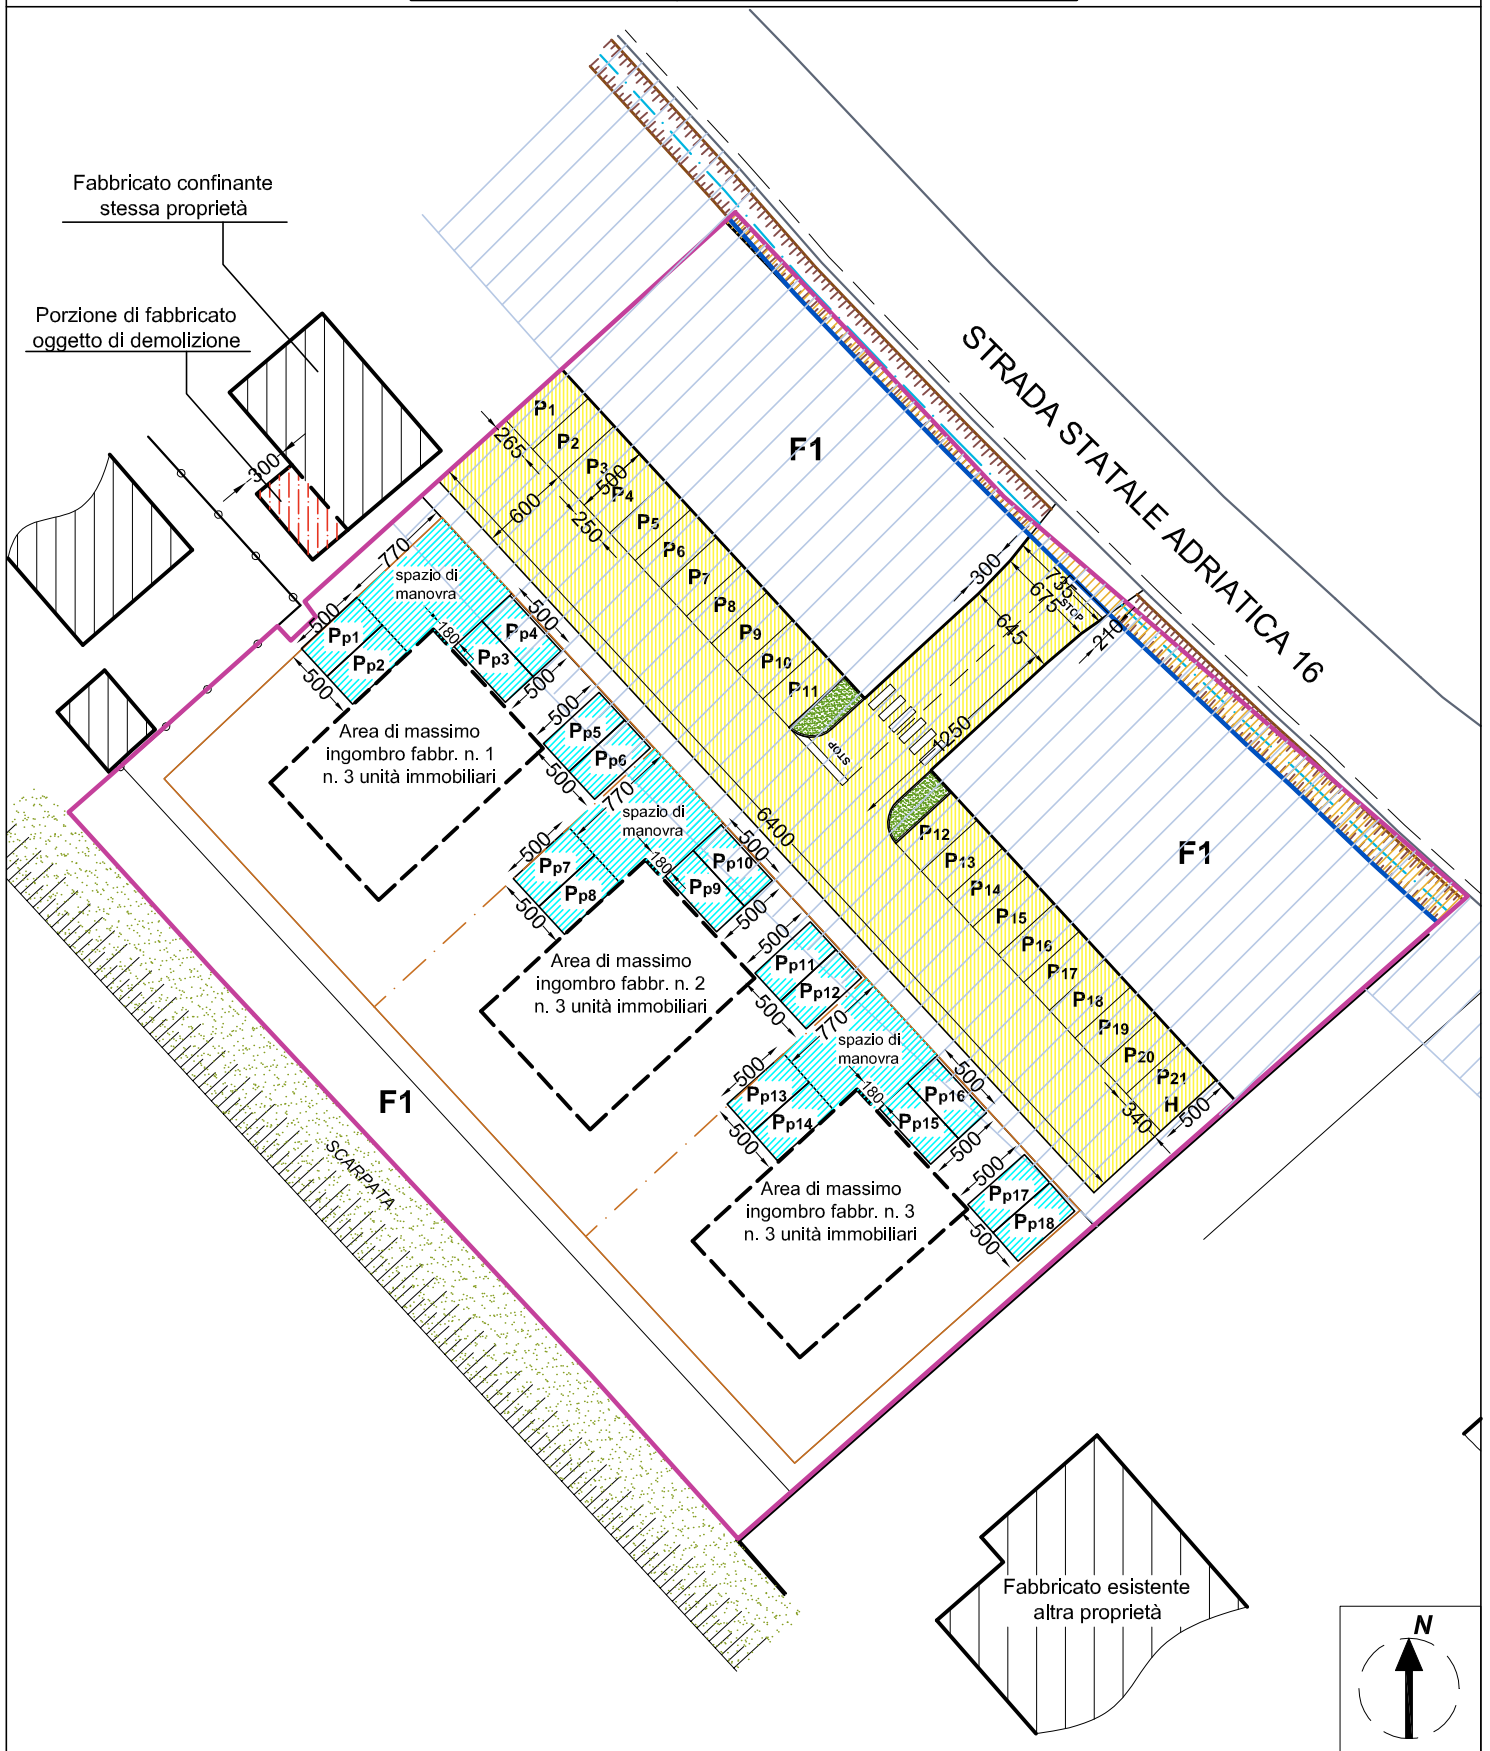 Fabbricato confinante
stessa proprietà
Porzione di fabbricato
oggetto di demolizione
300
STRADA STATALE ADRIATICA 16
F1
P1
P2
P3
P4
P5
P6
P7
P8
P9
P10
P11
265
500
600
250
300
735
675
STOP
645
210
1250
STOP
6400
P12
P13
P14
P15
P16
P17
P18
P19
P20
P21
H
340
500
F1
770
spazio di
manovra
500
Pp1
Pp2
500
180
Pp3
Pp4
500
500
Area di massimo
ingombro fabbr. n. 1
n. 3 unità immobiliari
500
Pp5
Pp6
500
770
spazio di
manovra
500
Pp7
Pp8
500
180
Pp9
Pp10
500
500
Area di massimo
ingombro fabbr. n. 2
n. 3 unità immobiliari
500
Pp11
Pp12
500
770
spazio di
manovra
500
Pp13
Pp14
500
180
Pp15
Pp16
500
500
Area di massimo
ingombro fabbr. n. 3
n. 3 unità immobiliari
500
Pp17
Pp18
500
F1
SCARPATA
Fabbricato esistente
altra proprietà
N